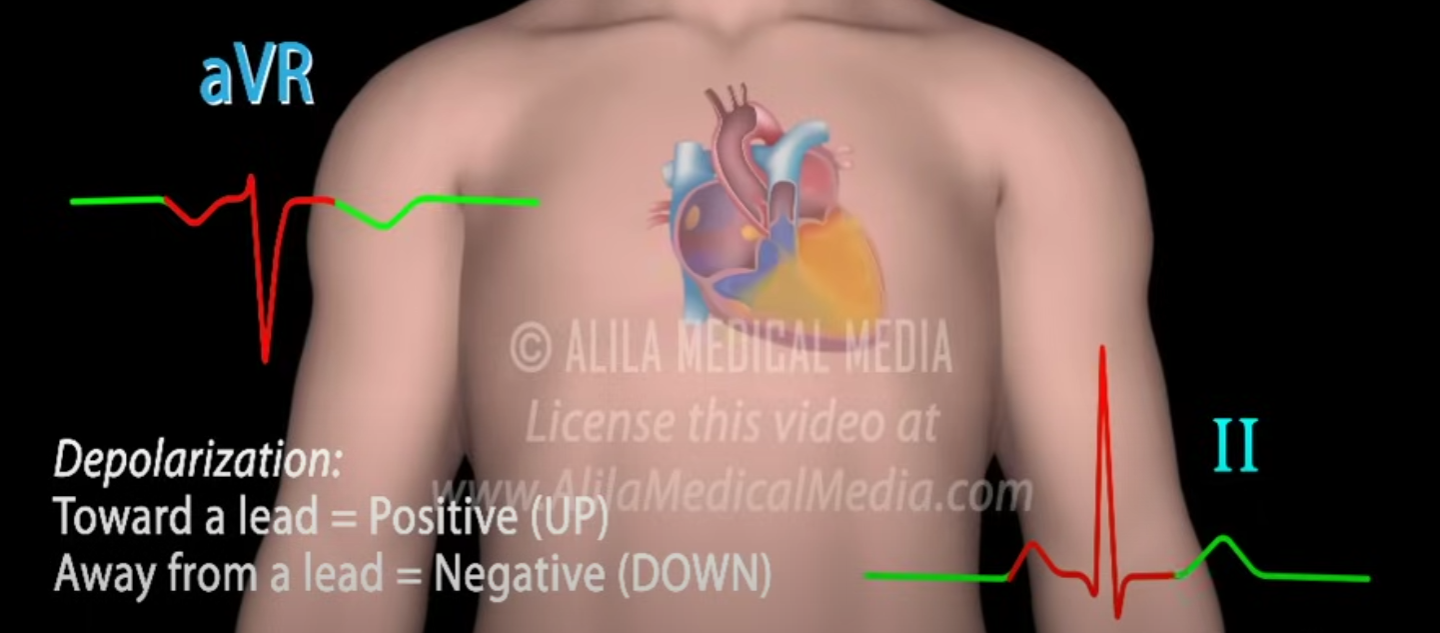 aVR
© ALILA MEDICAL MEDIA
License this video at
www.AlilaMedicalMedia.com
II
Depolarization:
Toward a lead = Positive (UP)
Away from a lead = Negative (DOWN)